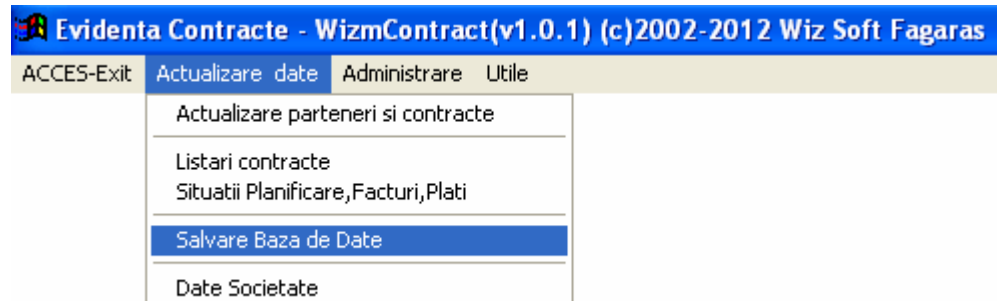 Evidenta Contracte - WizmContract(v1.0.1) (c)2002-2012 Wiz Soft Fagaras
ACCES-Exit Actualizare date Administrare Utile
Actualizare parteneri si contracte
Listari contracte
Situatii Planificare,Facturi,Plati
Salvare Baza de Date
Date Societate